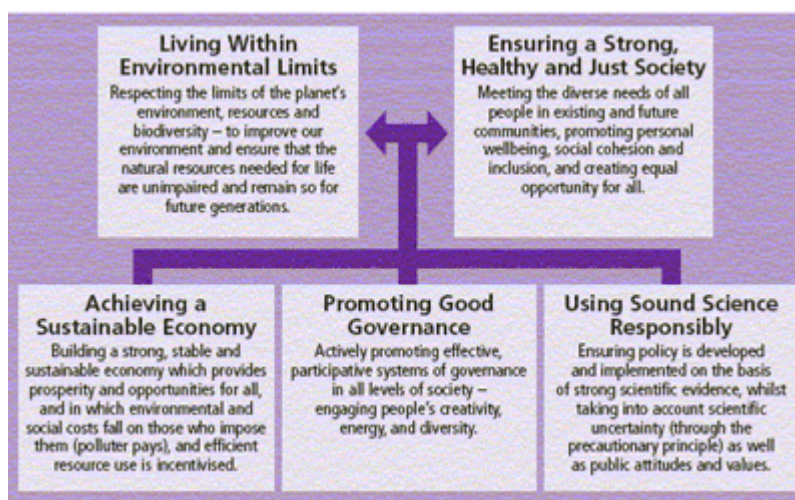 Living Within
Environmental Limits
Respecting the limits of the planet's
environment, resources and
biodiversity – to improve our
environment and ensure that the
natural resources needed for life
are unimpaired and remain so for
future generations.
Ensuring a Strong,
Healthy and Just Society
Meeting the diverse needs of all
people in existing and future
communities, promoting personal
wellbeing, social cohesion and
inclusion, and creating equal
opportunity for all.
Achieving a
Sustainable Economy
Building a strong, stable and
sustainable economy which provides
prosperity and opportunities for all,
and in which environmental and
social costs fall on those who impose
them (polluter pays), and efficient
resource use is incentivised.
Promoting Good
Governance
Actively promoting effective,
participative systems of governance
in all levels of society –
engaging people's creativity,
energy, and diversity.
Using Sound Science
Responsibly
Ensuring policy is developed
and implemented on the basis
of strong scientific evidence, whilst
taking into account scientific
uncertainty (through the
precautionary principle) as well
as public attitudes and values.